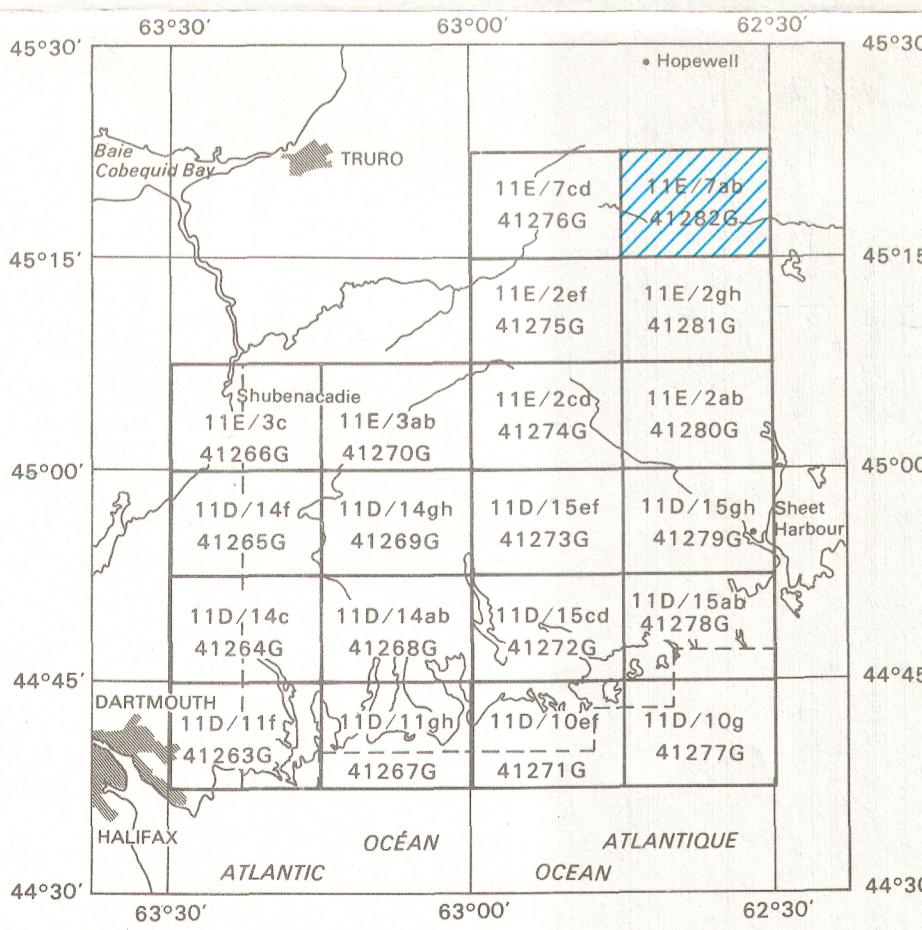 63°30′ 63°00′ 62°30′
45°30′ 45°30
Hopewell
Baie
Cobequid Bay
TRURO
11E/7cd 11E/7ab
41276G 41282G
45°15′ 45°15
11E/2ef 11E/2gh
41275G 41281G
Shubenacadie
11E/3c 11E/3ab 11E/2cd 11E/2ab
41266G 41270G 41274G 41280G
45°00′ 45°00
11D/14f 11D/14gh 11D/15ef 11D/15gh
41265G 41269G 41273G 41279G
Sheet
Harbour
11D/14c 11D/14ab 11D/15cd 11D/15ab
41264G 41268G 41272G 41278G
44°45′ 44°45
DARTMOUTH
11D/11f 11D/11gh 11D/10ef 11D/10g
41263G 41267G 41271G 41277G
HALIFAX
OCÉAN ATLANTIQUE
ATLANTIC OCEAN
44°30′ 44°30
63°30′ 63°00′ 62°30′